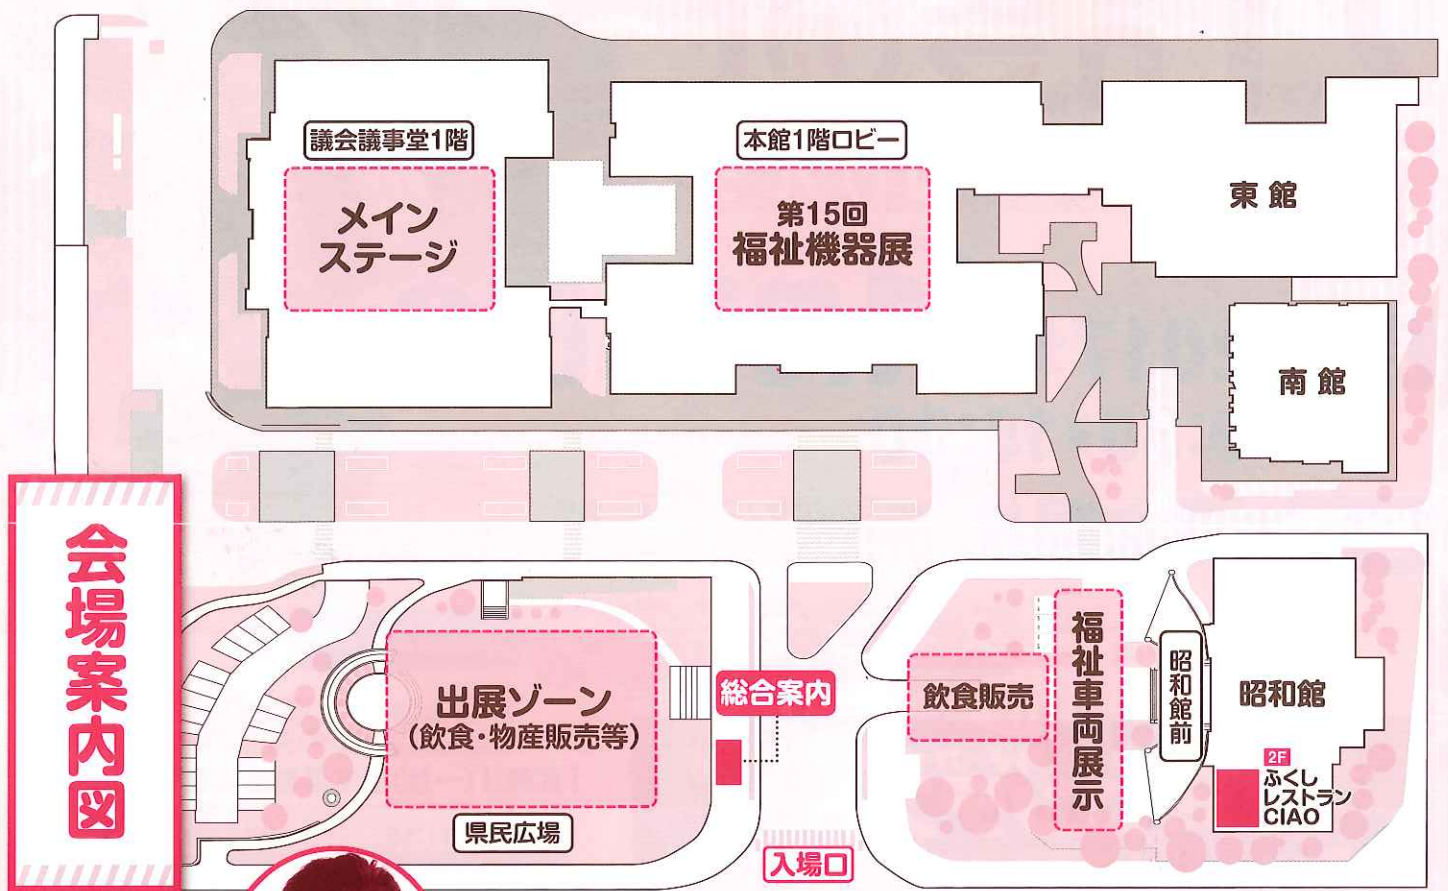 会場案内図
議会議事堂1階
メイン
ステージ
本館1階ロビー
第15回
福祉機器展
東館
南館
出展ゾーン
(飲食・物産販売等)
県民広場
総合案内
入場口
飲食販売
福祉車両展示
昭和館前
昭和館
2F
ふくし
レストラン
CIAO